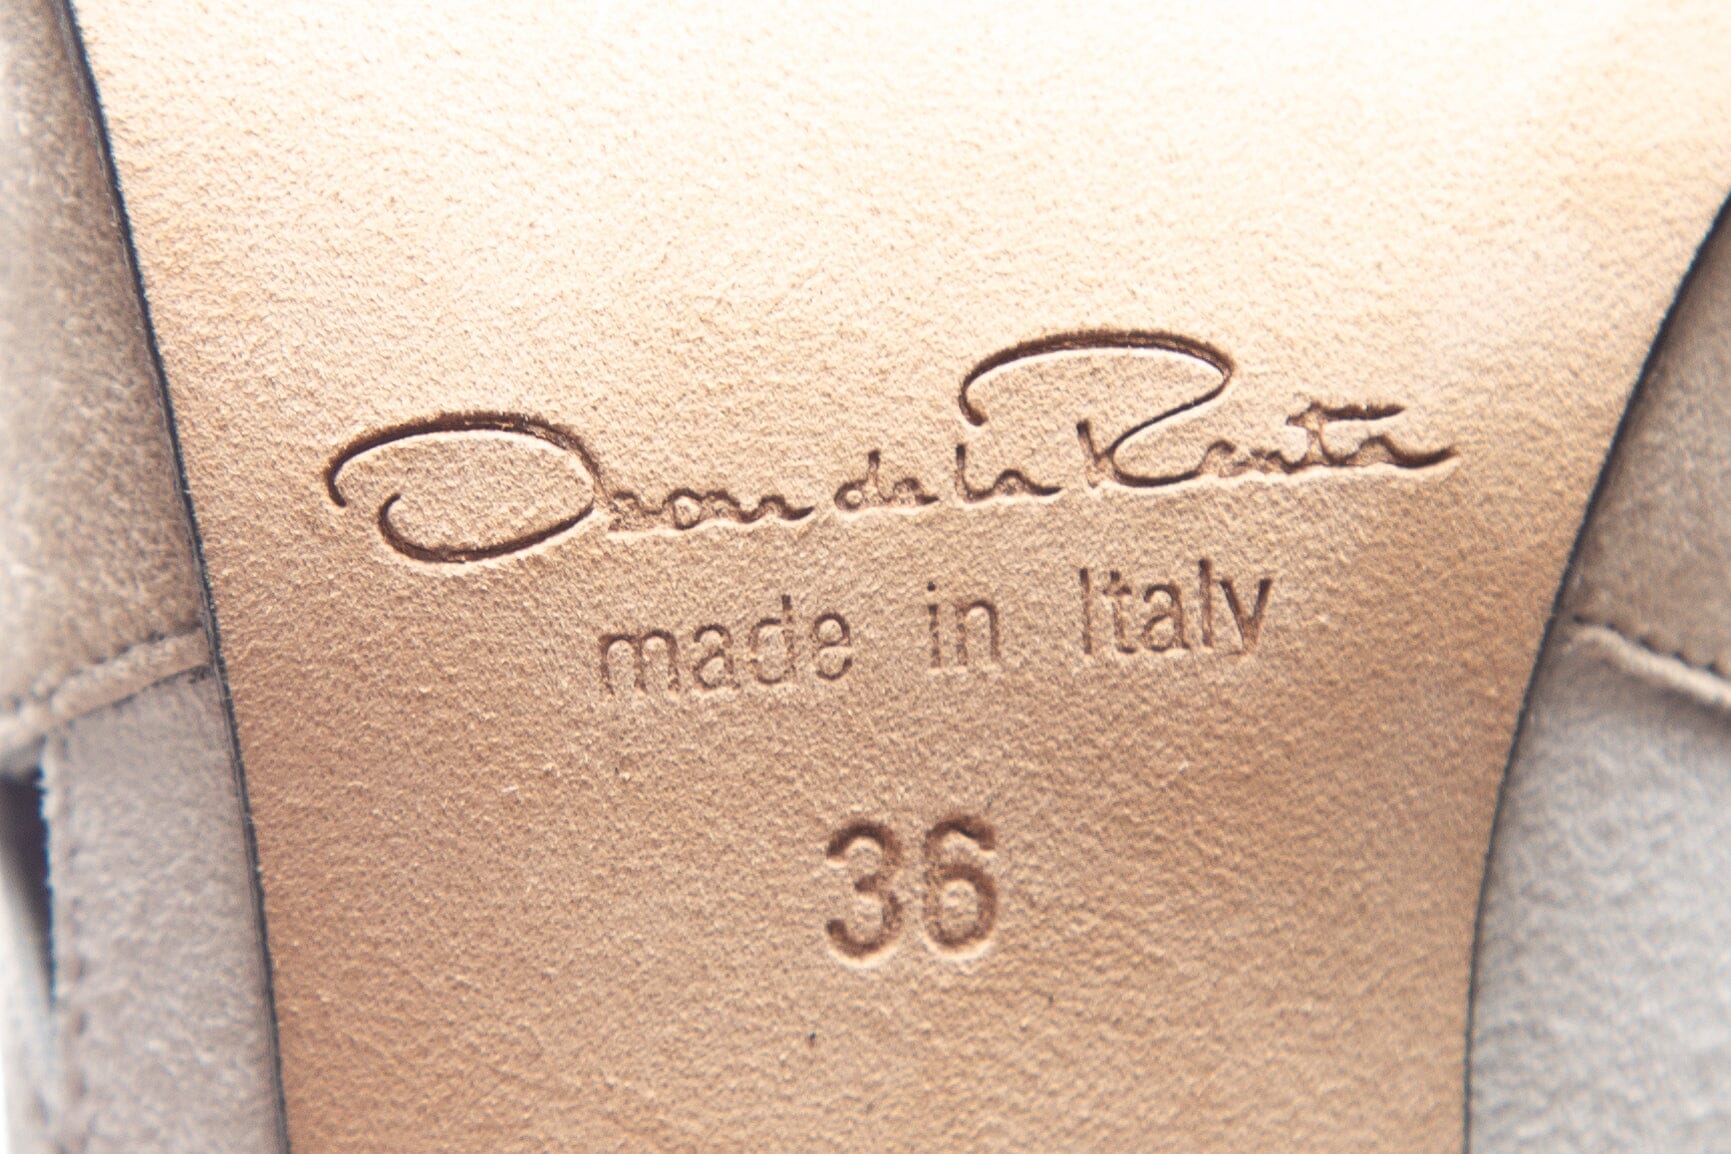 Oscar de la Renta
made in Italy
36